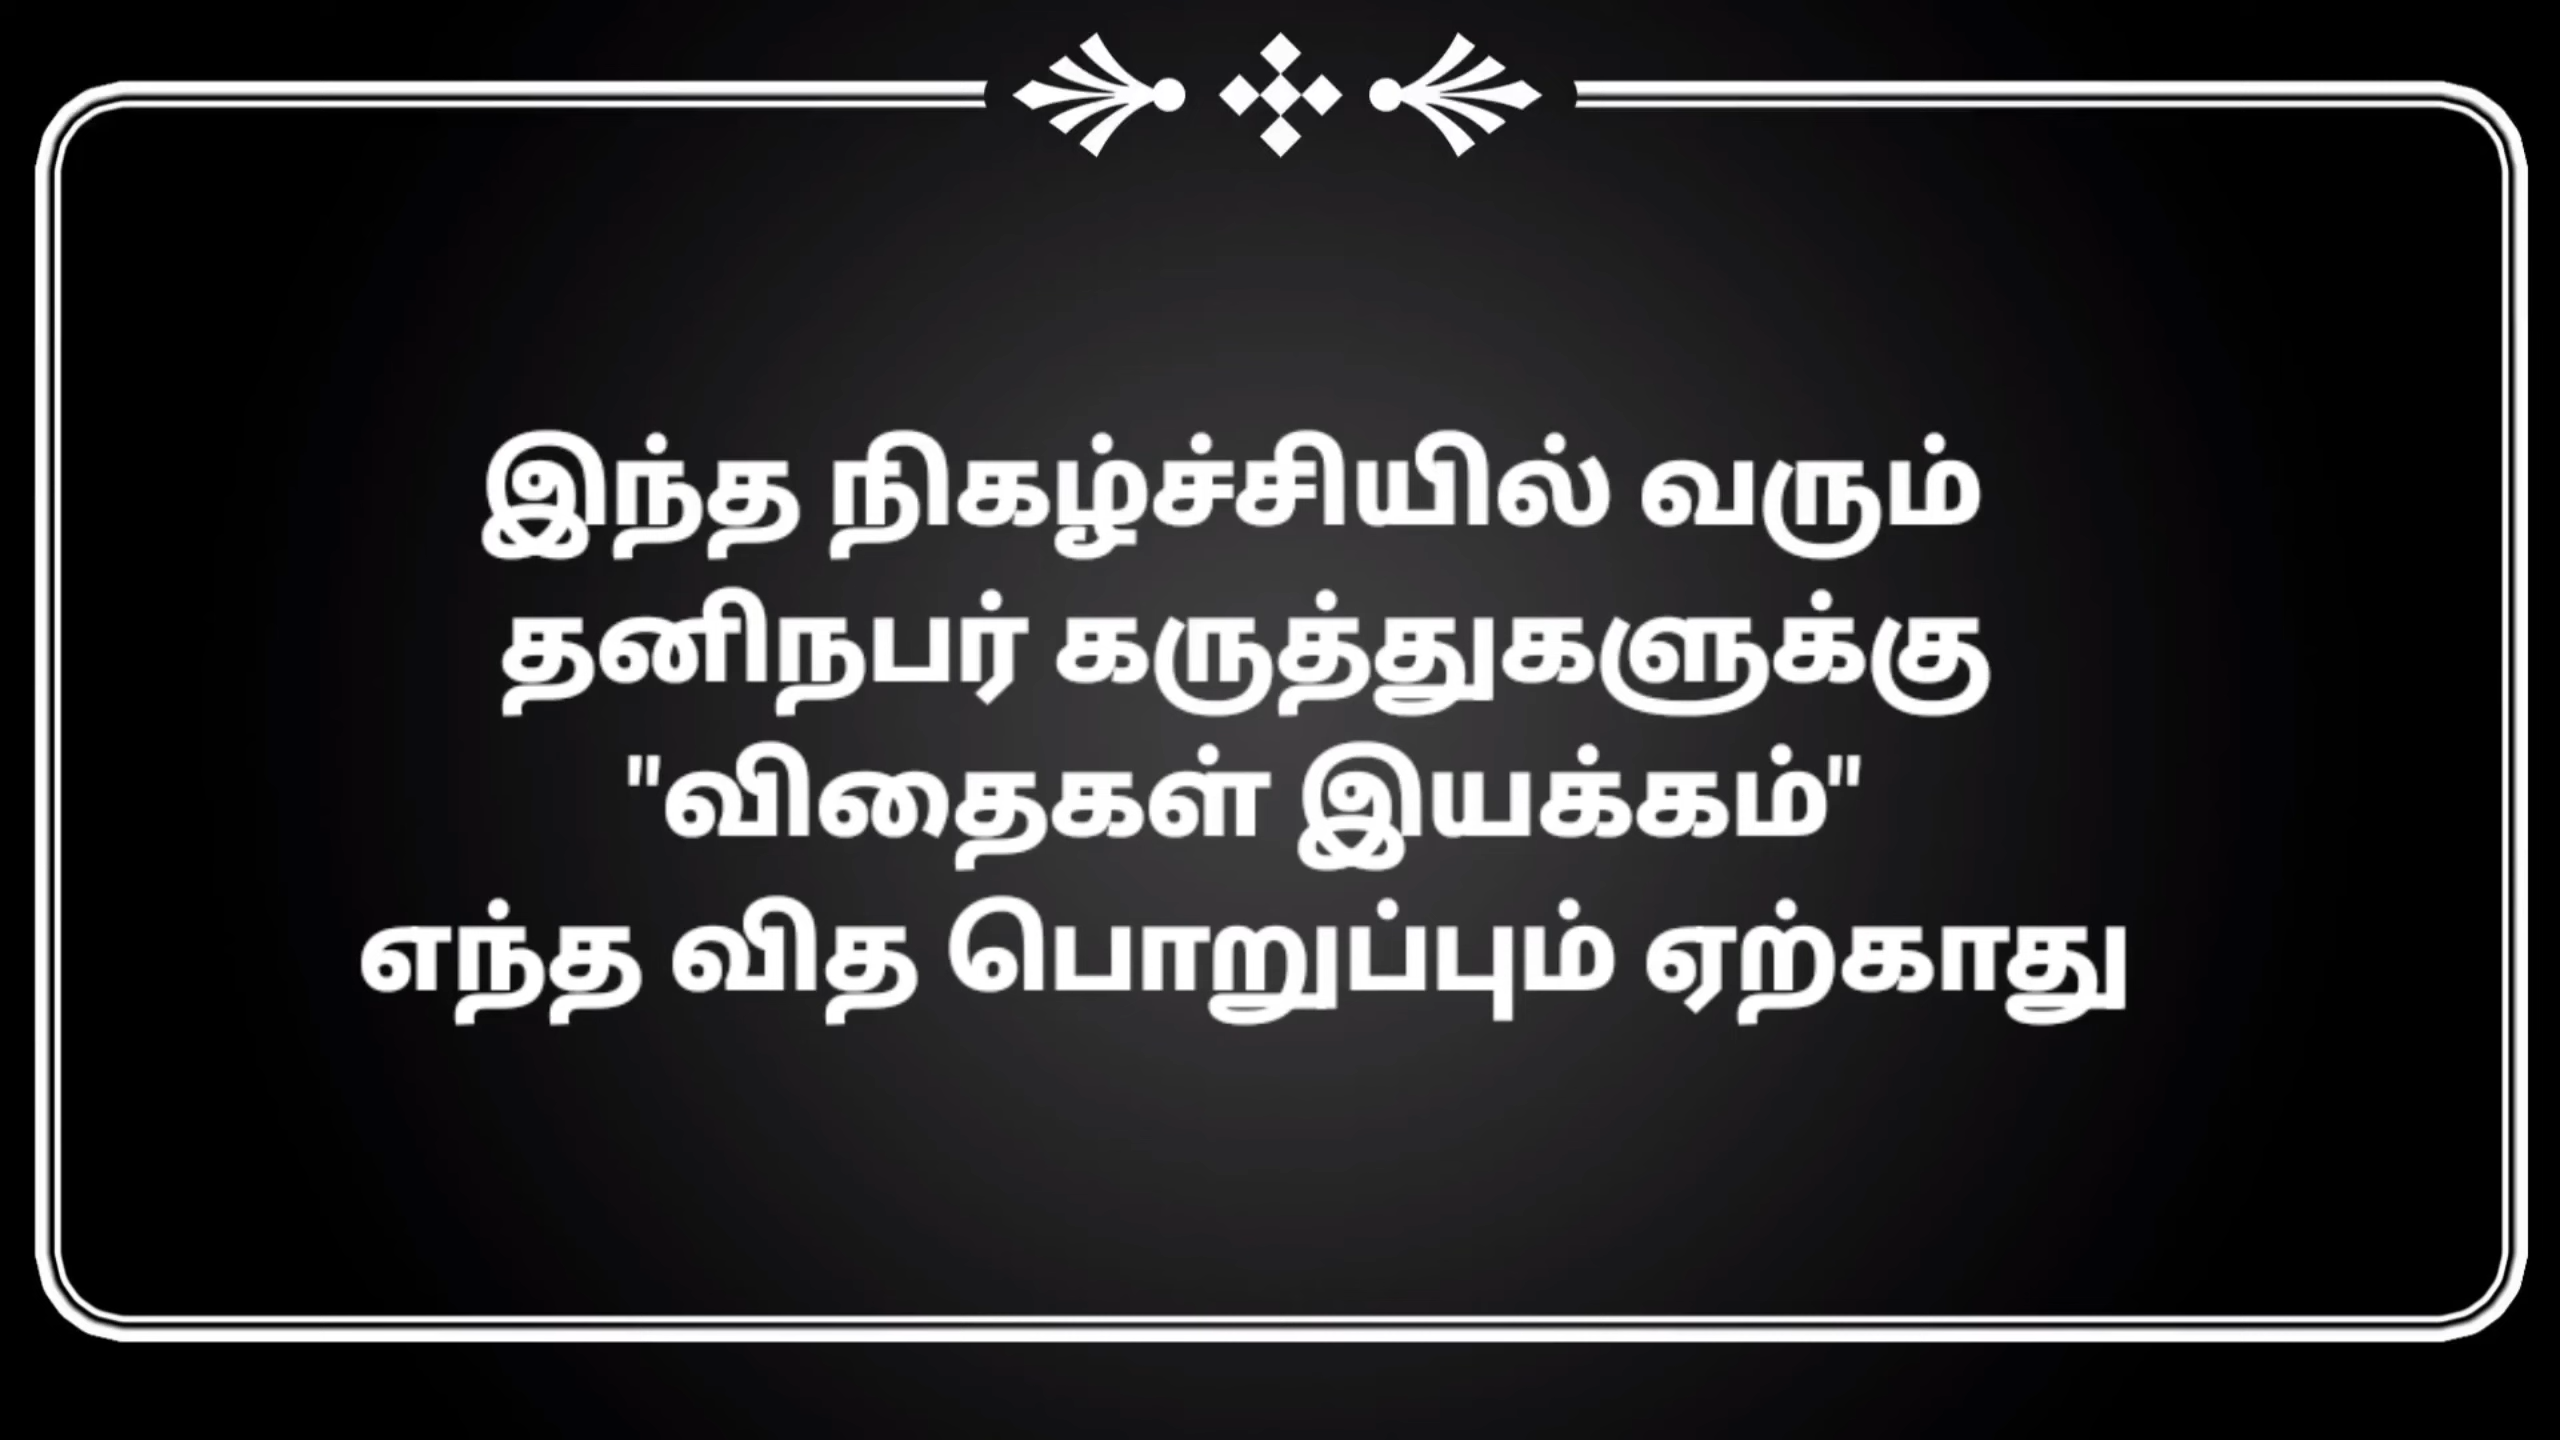 இந்த நிகழ்ச்சியில் வரும்
தனிநபர் கருத்துகளுக்கு
"விதைகள் இயக்கம்"
எந்த வித பொறுப்பும் ஏற்காது